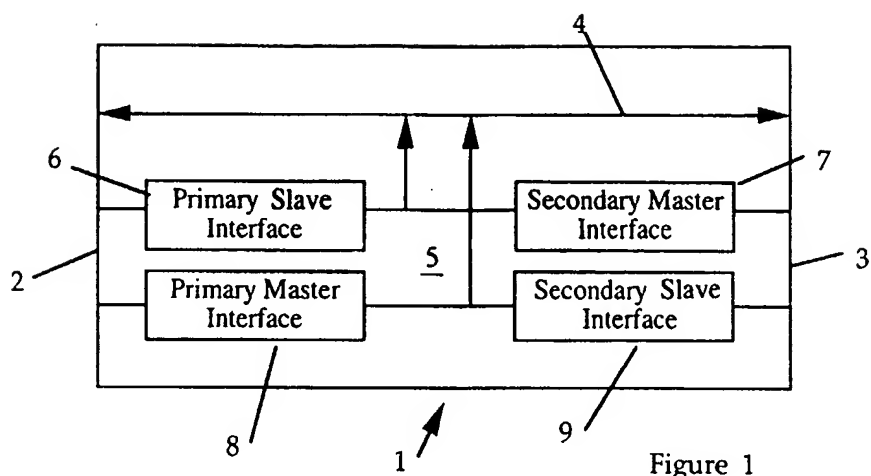 4
6
7
Primary Slave
Interface
Secondary Master
Interface
2
5
3
Primary Master
Interface
Secondary Slave
Interface
8
1
9
Figure 1